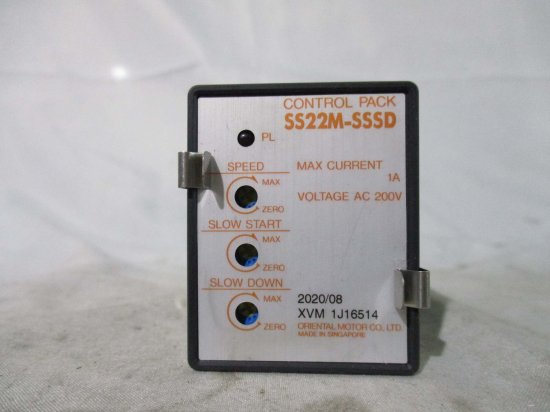 CONTROL PACK
SS22M-SSSD
PL
SPEED
MAX
ZERO
MAX CURRENT
1A
VOLTAGE AC 200V
SLOW START
MAX
ZERO
SLOW DOWN
MAX
ZERO
2020/08
XVM 1J16514
ORIENTAL MOTOR CO., LTD.
MADE IN SINGAPORE